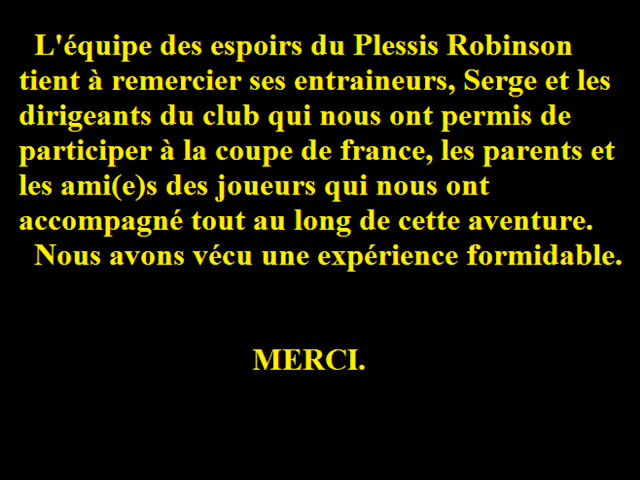 L'équipe des espoirs du Plessis Robinson
tient à remercier ses entraineurs, Serge et les
dirigeants du club qui nous ont permis de
participer à la coupe de france, les parents et
les ami(e)s des joueurs qui nous ont
accompagné tout au long de cette aventure.
Nous avons vécu une expérience formidable.
MERCI.